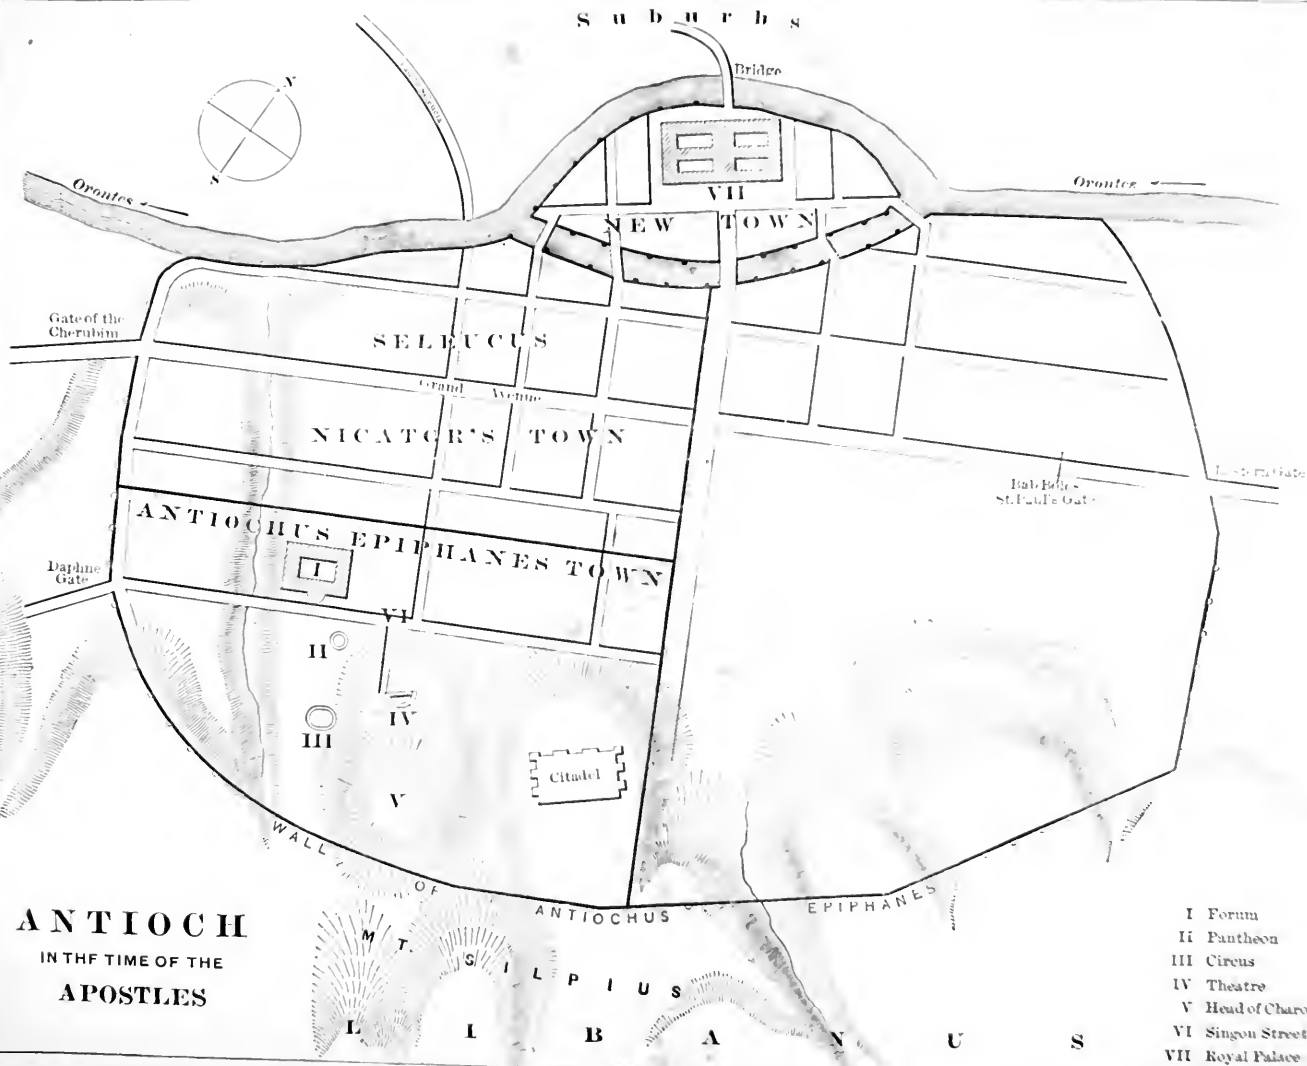 Suburbs
Bridge
N
S
Orontes
Orontes
VII
NEW TOWN
Gate of the
Cherubim
SELEUCUS
Grand Avenue
NICATOR'S TOWN
Bab Bolos
St. Paul's Gate
ANTIOCHUS EPIPHANES TOWN
Daphne
Gate
I
VI
II
IV
III
Citadel
V
WALL OF ANTIOCHUS EPIPHANES
ANTIOCH
IN THE TIME OF THE
APOSTLES
MT. SILPIUS
LIBANUS
I Forum
II Pantheon
III Circus
IV Theatre
V Head of Charo
VI Singon Street
VII Royal Palace